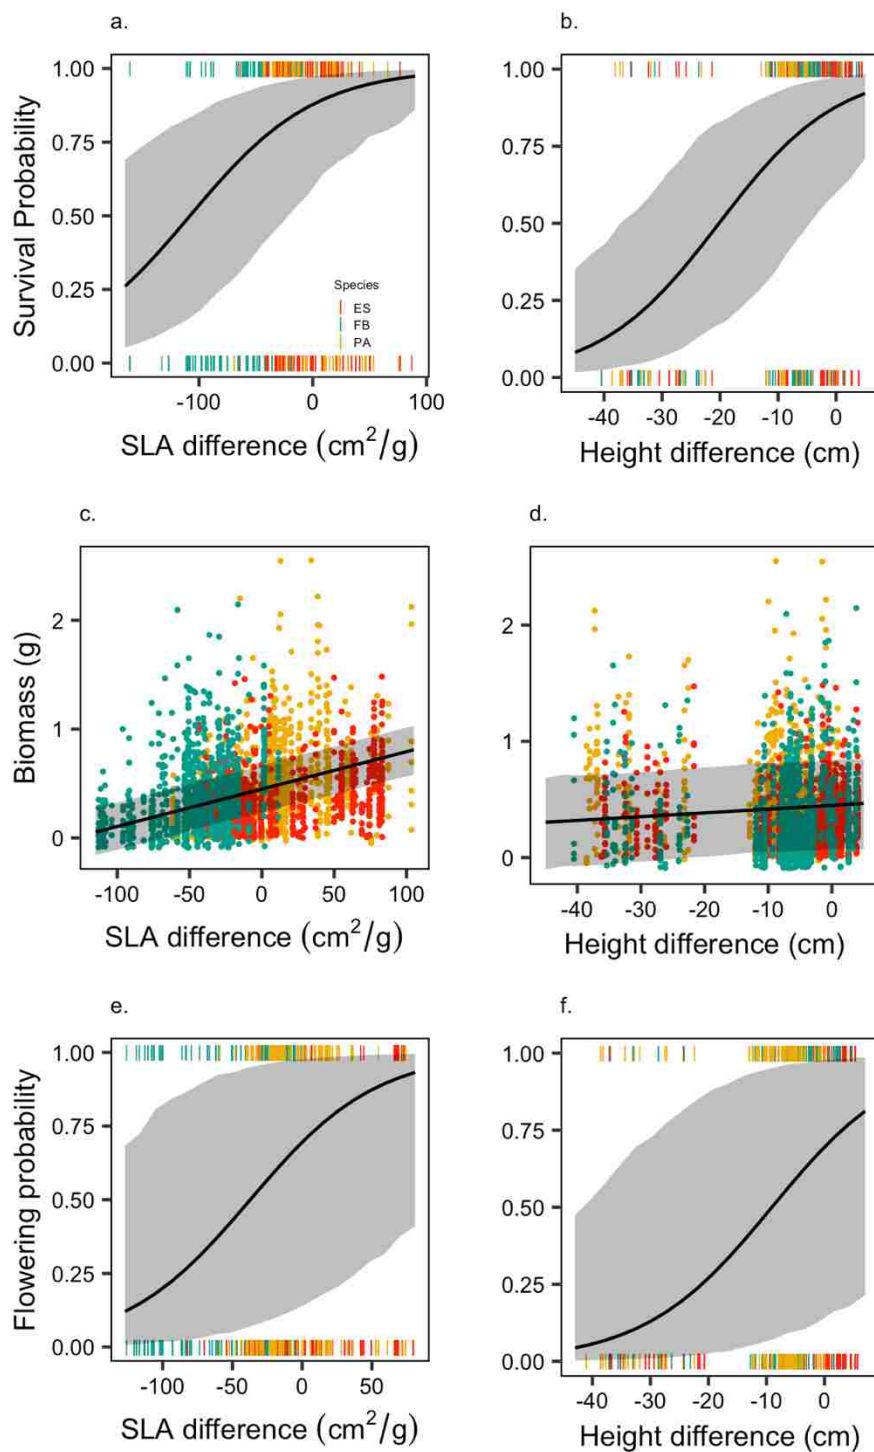 a.
1.00
0.75
0.50
0.25
0.00
Survival Probability
Species
ES
FB
PA
-100
0
100
SLA difference (cm²/g)
b.
1.00
0.75
0.50
0.25
0.00
-40
-30
-20
-10
0
Height difference (cm)
c.
2
1
0
Biomass (g)
-100
-50
0
50
100
SLA difference (cm²/g)
d.
2
1
0
-40
-30
-20
-10
0
Height difference (cm)
e.
1.00
0.75
0.50
0.25
0.00
Flowering probability
-100
-50
0
50
SLA difference (cm²/g)
f.
1.00
0.75
0.50
0.25
0.00
-40
-30
-20
-10
0
Height difference (cm)